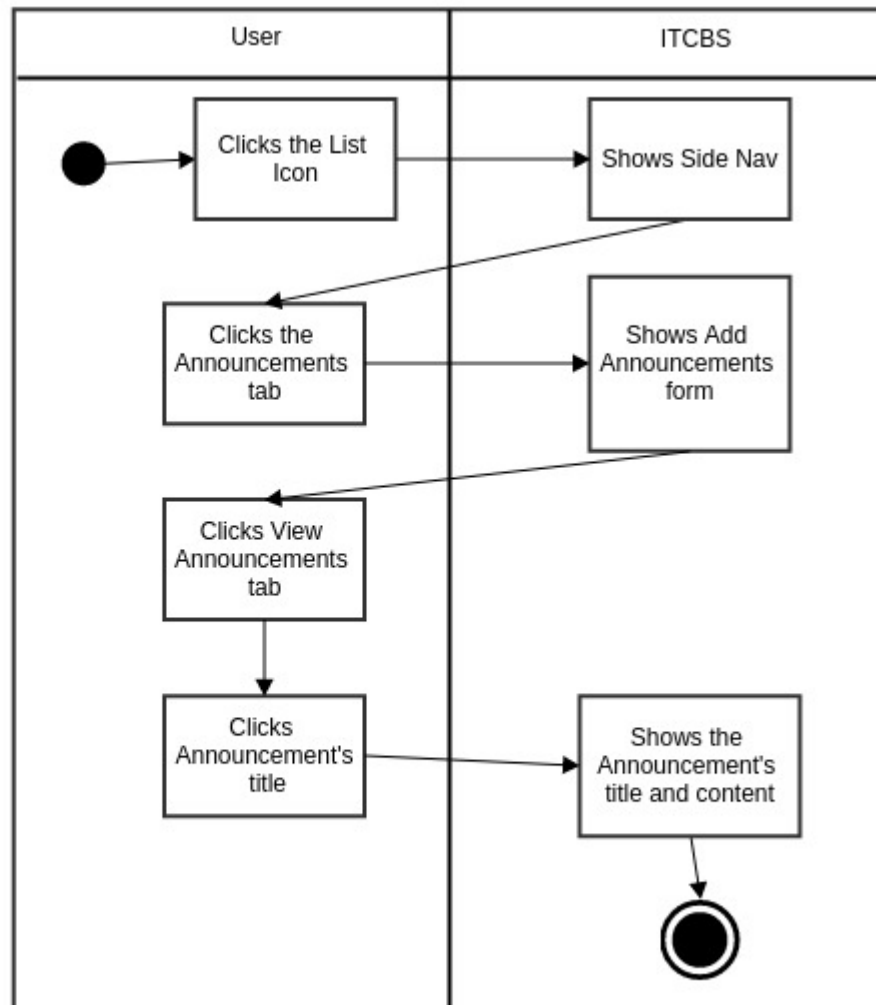 User
ITCBS
Clicks the List
Icon
Shows Side Nav
Clicks the
Announcements
tab
Shows Add
Announcements
form
Clicks View
Announcements
tab
Clicks
Announcement's
title
Shows the
Announcement's
title and content